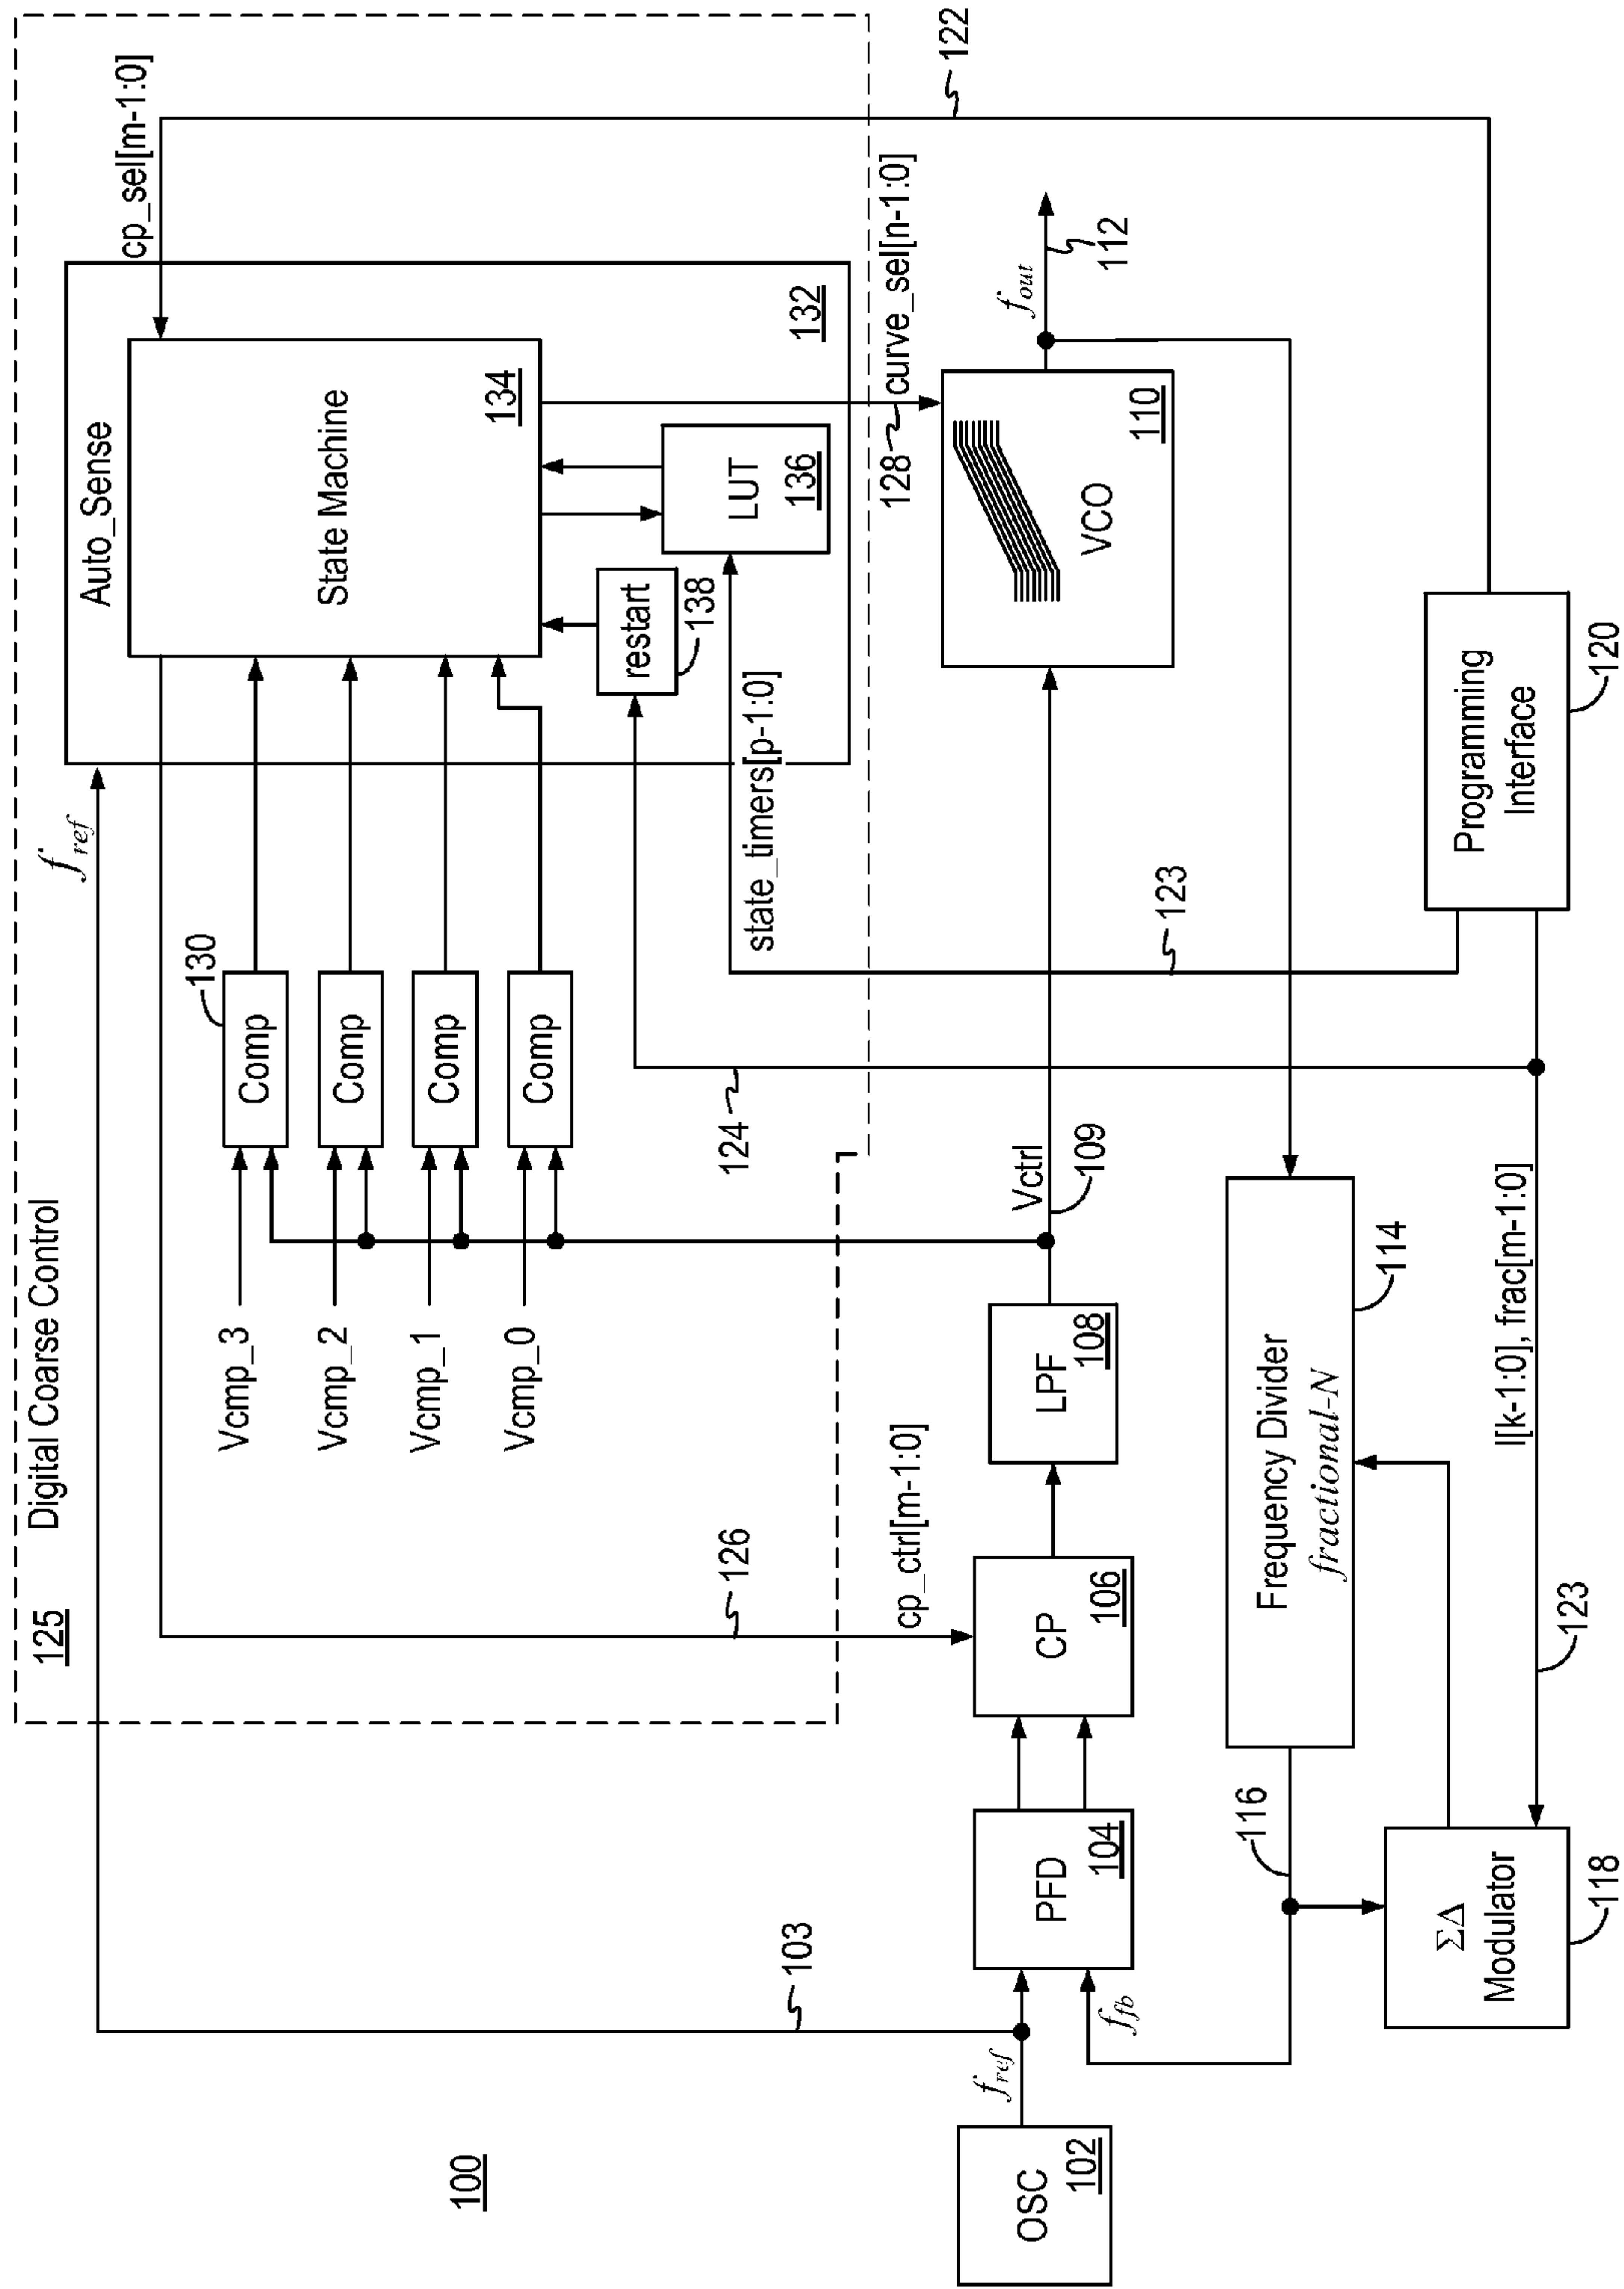 100
125
Digital Coarse Control
f_ref
Auto_Sense
cp_sel[m-1:0]
State Machine
134
132
LUT
136
restart
138
130
Comp
Comp
Comp
Comp
Vcmp_3
Vcmp_2
Vcmp_1
Vcmp_0
state_timers[p-1:0]
122
103
126
124
123
128
curve_sel[n-1:0]
cp_ctrl[m-1:0]
Vctrl
109
OSC
102
f_ref
f_fb
PFD
104
CP
106
LPF
108
VCO
110
f_out
112
Frequency Divider
fractional-N
114
116
ΣΔ
Modulator
118
123
I[k-1:0], frac[m-1:0]
Programming
Interface
120